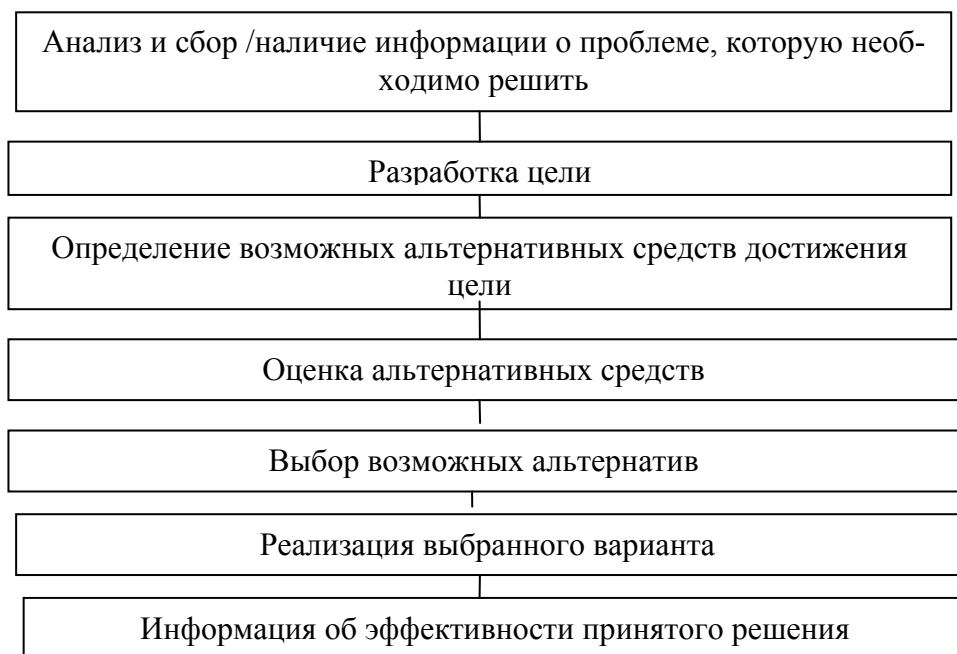 Анализ и сбор /наличие информации о проблеме, которую необ-
ходимо решить
Разработка цели
Определение возможных альтернативных средств достижения
цели
Оценка альтернативных средств
Выбор возможных альтернатив
Реализация выбранного варианта
Информация об эффективности принятого решения